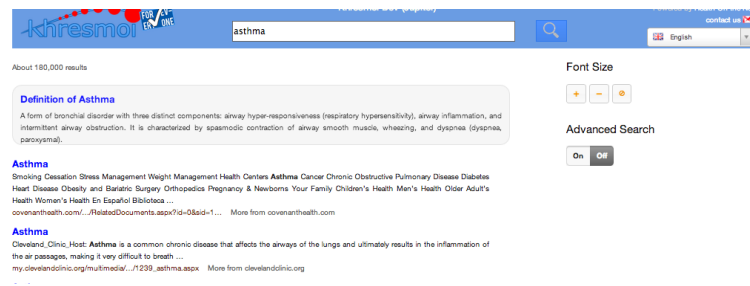 khresmoi
FOR EV-
ERYONE
asthma
contact us
English
About 180,000 results
Font Size
+ −
Definition of Asthma
A form of bronchial disorder with three distinct components: airway hyper-responsiveness (respiratory hypersensitivity), airway inflammation, and
intermittent airway obstruction. It is characterized by spasmodic contraction of airway smooth muscle, wheezing, and dyspnea (dyspnea,
paroxysmal).
Advanced Search
On Off
Asthma
Smoking Cessation Stress Management Weight Management Health Centers Asthma Cancer Chronic Obstructive Pulmonary Disease Diabetes
Heart Disease Obesity and Bariatric Surgery Orthopedics Pregnancy & Newborns Your Family Children's Health Men's Health Older Adult's
Health Women's Health En Español Biblioteca ...
covenanthealth.com/.../RelatedDocuments.aspx?id=0&sid=1... More from covenanthealth.com
Asthma
Cleveland_Clinic_Host: Asthma is a common chronic disease that affects the airways of the lungs and ultimately results in the inflammation of
the air passages, making it very difficult to breath ...
my.clevelandclinic.org/multimedia/.../1239_asthma.aspx More from clevelandclinic.org